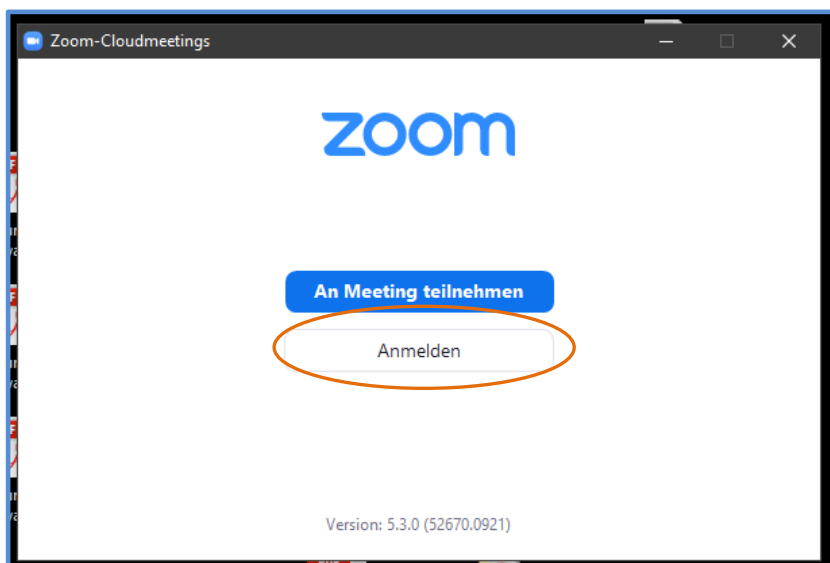 Zoom-Cloudmeetings
zoom
An Meeting teilnehmen
Anmelden
Version: 5.3.0 (52670.0921)